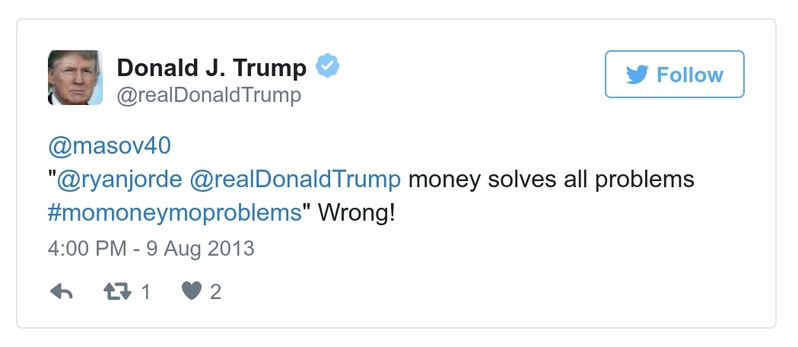 Donald J. Trump
@realDonaldTrump
Follow
@masov40
"@ryanjorde @realDonaldTrump money solves all problems
#momoneymoproblems" Wrong!
4:00 PM - 9 Aug 2013
1 2